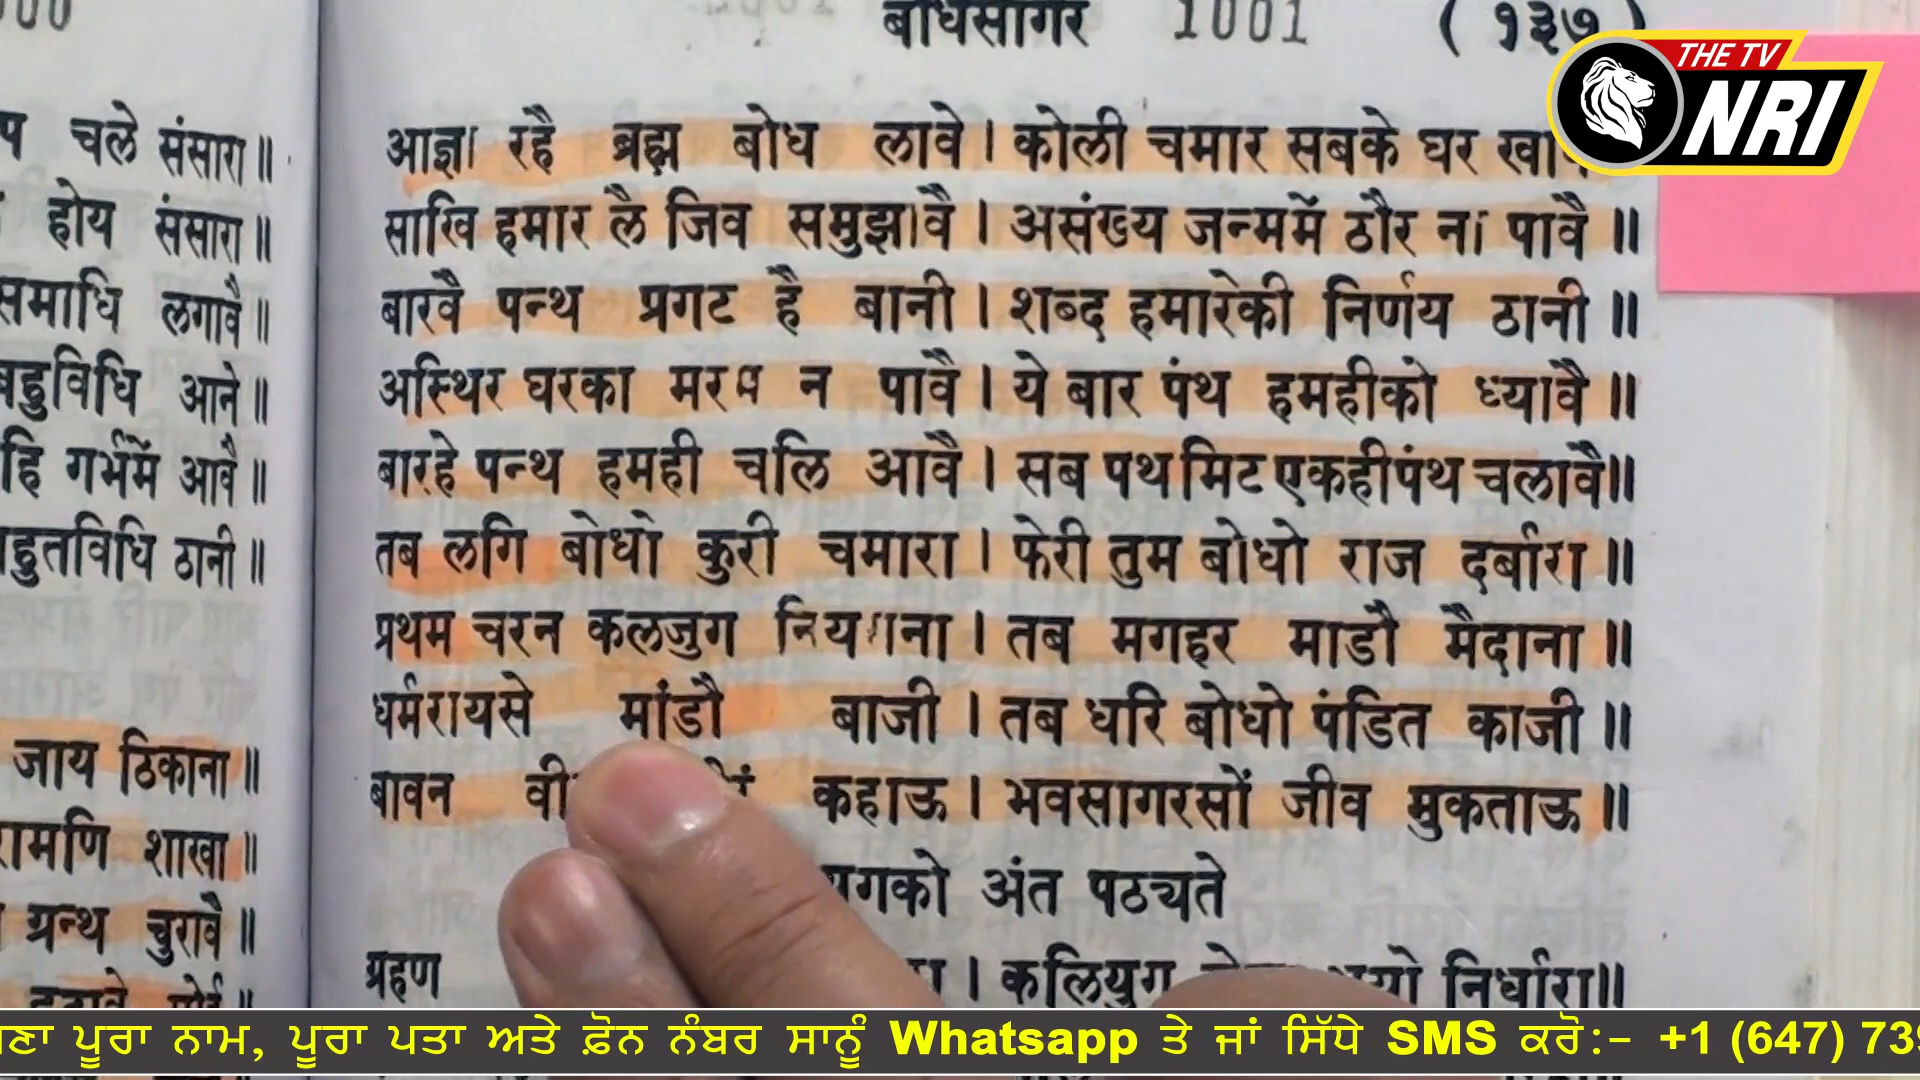 बोधसागर 1001 (१३७)
THE TV
NRI
चले संसारा॥
होय संसारा॥
समाधि लगावै॥
बहुविधि आने॥
हि गर्भमें आवै॥
बहुतविधि ठानी॥
जाय ठिकाना॥
शाखा॥
ग्रन्थ चुरावै॥
आज्ञा रहै ब्रह्म बोध लावे। कोली चमार सबके घर
साखि हमार लै जिव समुझावै। असंख्य जन्ममें ठौर ना पावै॥
बारवै पन्थ प्रगट है बानी। शब्द हमारेकी निर्णय ठानी॥
अस्थिर घरका मरम न पावै। ये बार पंथ हमहीको ध्यावै॥
बारहे पन्थ हमही चलि आवै। सब पथ मिट एकहीपंथ चलावै॥
तब लगि बोधो कुरी चमारा। फेरी तुम बोधो राज दर्बारा॥
प्रथम चरन कलजुग नियराना। तब मगहर माडौ मैदाना॥
धर्मरायसे मांडौ बाजी। तब धरि बोधो पंडित काजी॥
बावन कहाऊ। भवसागरसों जीव मुकताऊ॥
अंत पठ्यते
ग्रहण । कलियुग निर्धारा॥
ਪੂਰਾ ਨਾਮ, ਪੂਰਾ ਪਤਾ ਅਤੇ ਫ਼ੋਨ ਨੰਬਰ ਸਾਨੂੰ Whatsapp ਤੇ ਜਾਂ ਸਿੱਧੇ SMS ਕਰੋ:- +1 (647) 739